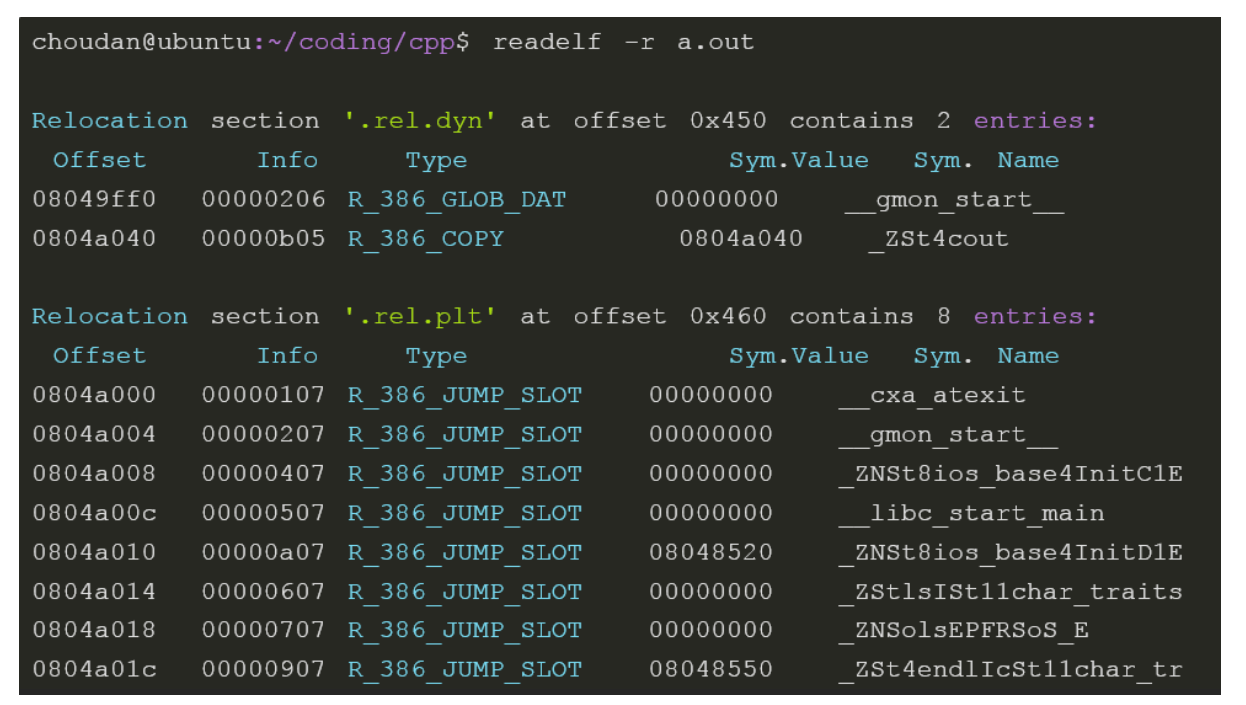 choudan@ubuntu:~/coding/cpp$ readelf -r a.out
Relocation section '.rel.dyn' at offset 0x450 contains 2 entries:
Offset Info Type Sym.Value Sym. Name
08049ff0 00000206 R_386_GLOB_DAT 00000000 __gmon_start__
0804a040 00000b05 R_386_COPY 0804a040 _ZSt4cout
Relocation section '.rel.plt' at offset 0x460 contains 8 entries:
Offset Info Type Sym.Value Sym. Name
0804a000 00000107 R_386_JUMP_SLOT 00000000 __cxa_atexit
0804a004 00000207 R_386_JUMP_SLOT 00000000 __gmon_start__
0804a008 00000407 R_386_JUMP_SLOT 00000000 _ZNSt8ios_base4InitC1E
0804a00c 00000507 R_386_JUMP_SLOT 00000000 __libc_start_main
0804a010 00000a07 R_386_JUMP_SLOT 08048520 _ZNSt8ios_base4InitD1E
0804a014 00000607 R_386_JUMP_SLOT 00000000 _ZStlsISt11char_traits
0804a018 00000707 R_386_JUMP_SLOT 00000000 _ZNSolsEPFRSoS_E
0804a01c 00000907 R_386_JUMP_SLOT 08048550 _ZSt4endlIcSt11char_tr